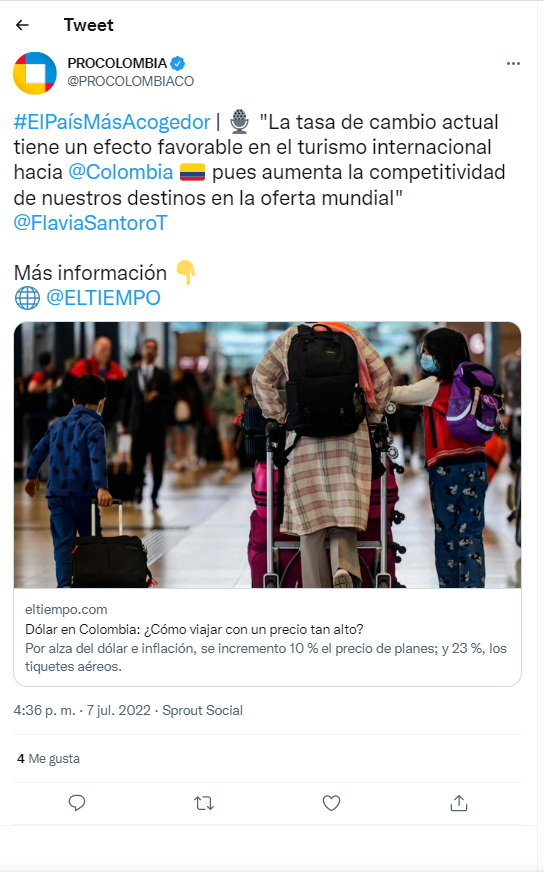 Tweet
PROCOLOMBIA
@PROCOLOMBIACO
#ElPaísMásAcogedor | "La tasa de cambio actual
tiene un efecto favorable en el turismo internacional
hacia @Colombia pues aumenta la competitividad
de nuestros destinos en la oferta mundial"
@FlaviaSantoroT
Más información
@ELTIEMPO
eltiempo.com
Dólar en Colombia: ¿Cómo viajar con un precio tan alto?
Por alza del dólar e inflación, se incremento 10 % el precio de planes; y 23 %, los
tiquetes aéreos.
4:36 p. m. · 7 jul. 2022 · Sprout Social
4 Me gusta